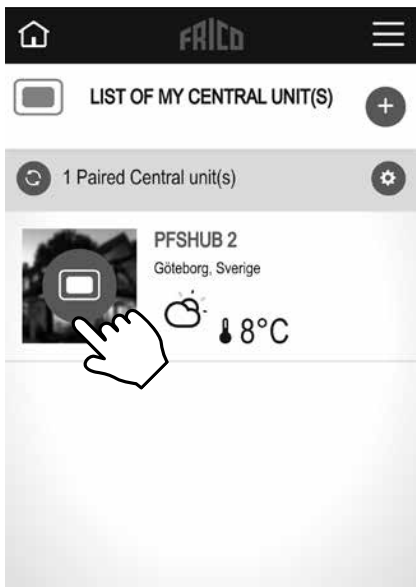 FRICO
LIST OF MY CENTRAL UNIT(S)
1 Paired Central unit(s)
PFSHUB 2
Göteborg, Sverige
8°C